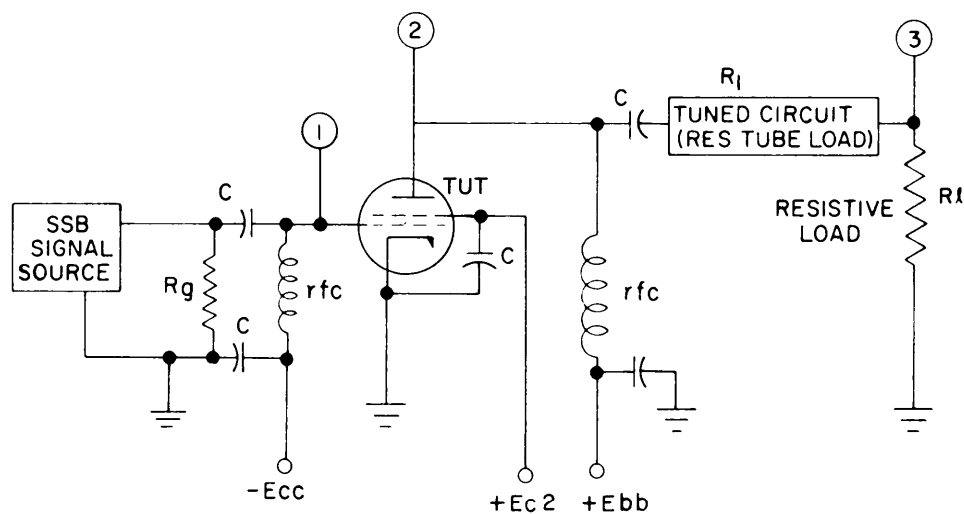 2
3
R1
C
TUNED CIRCUIT
(RES TUBE LOAD)
1
TUT
C
SSB
SIGNAL
SOURCE
Rg
rfc
C
C
rfc
RESISTIVE
LOAD
Rl
-Ecc
+Ec2
+Ebb